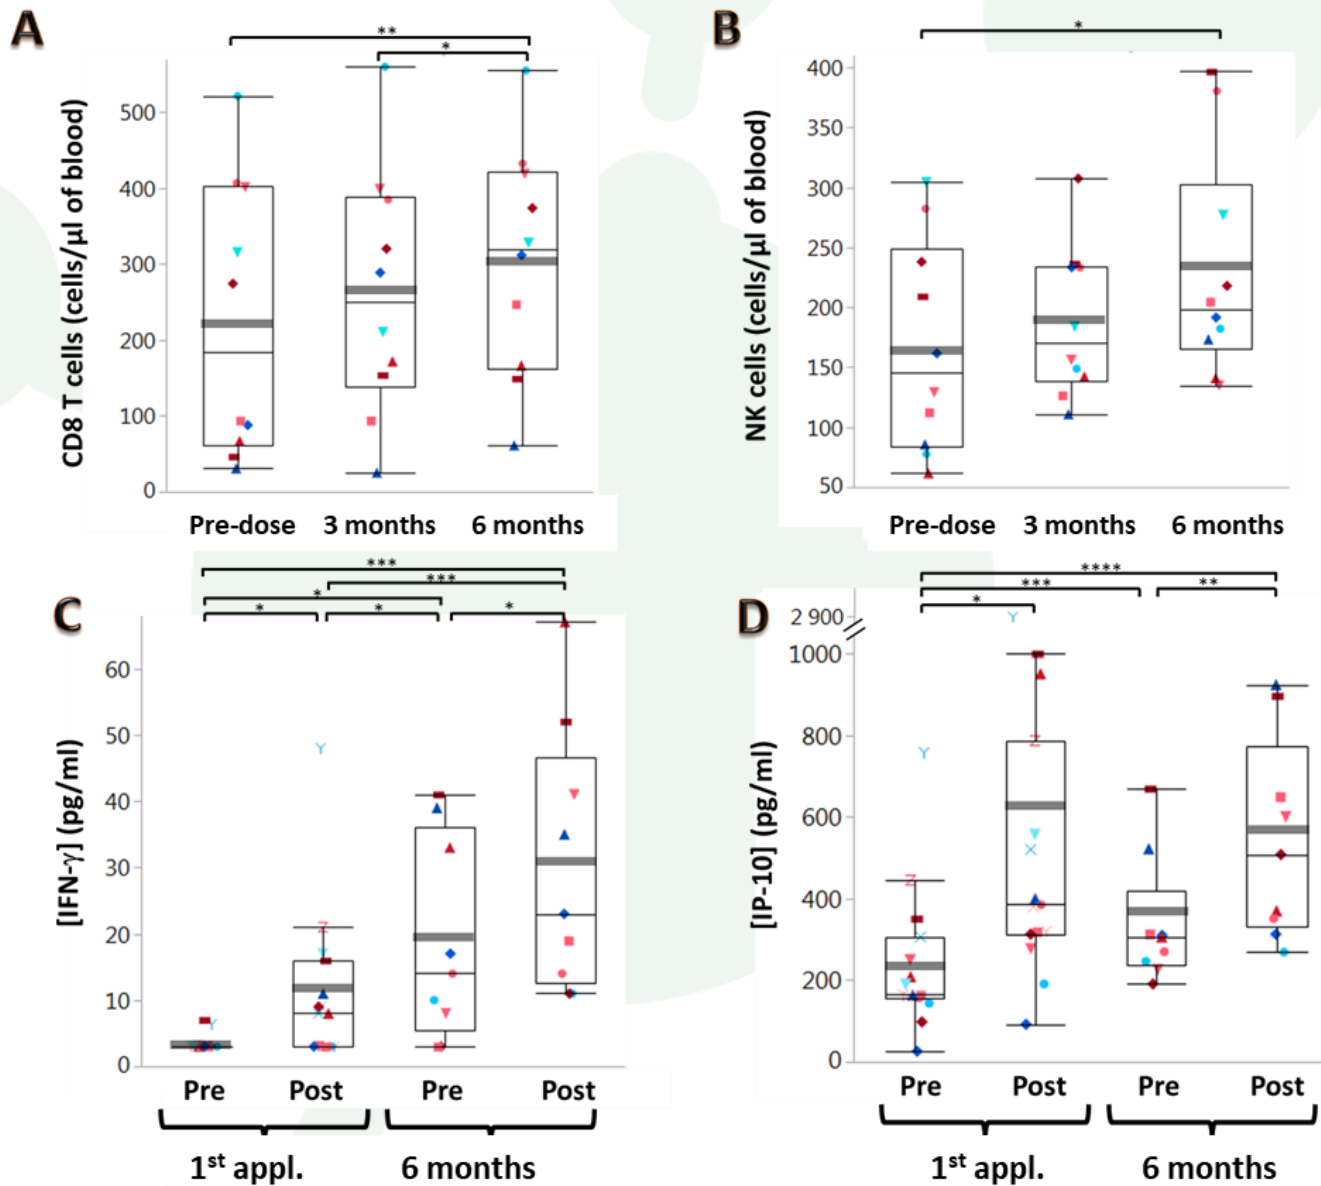 A
**
*
CD8 T cells (cells/µl of blood)
500
400
300
200
100
0
Pre-dose 3 months 6 months
B
*
NK cells (cells/µl of blood)
400
350
300
250
200
150
100
50
Pre-dose 3 months 6 months
C
***
***
*
* * *
[IFN-γ] (pg/ml)
60
50
40
30
20
10
0
Pre Post Pre Post
1st appl. 6 months
D
****
*** **
*
[IP-10] (pg/ml)
2 900
1000
800
600
400
200
0
Pre Post Pre Post
1st appl. 6 months